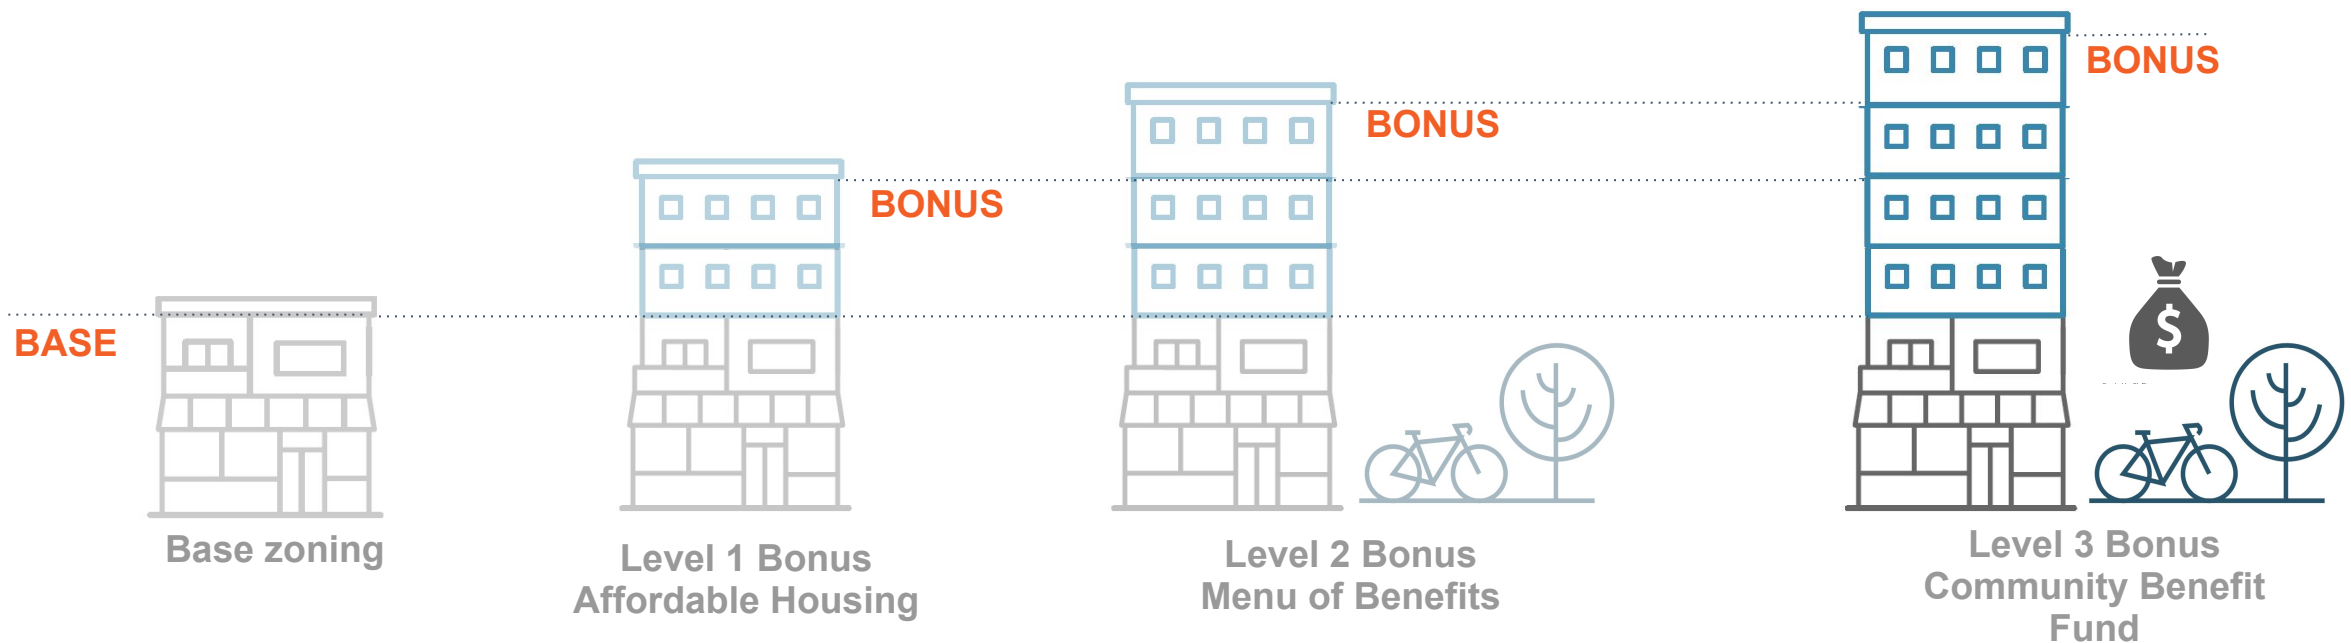 BASE
BONUS
BONUS
BONUS
$
Base zoning
Level 1 Bonus
Affordable Housing
Level 2 Bonus
Menu of Benefits
Level 3 Bonus
Community Benefit
Fund